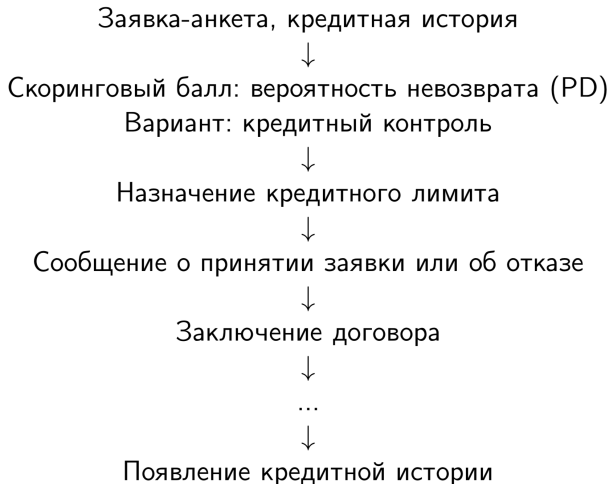 Заявка-анкета, кредитная история
↓
Скоринговый балл: вероятность невозврата (PD)
Вариант: кредитный контроль
↓
Назначение кредитного лимита
↓
Сообщение о принятии заявки или об отказе
↓
Заключение договора
↓
...
↓
Появление кредитной истории